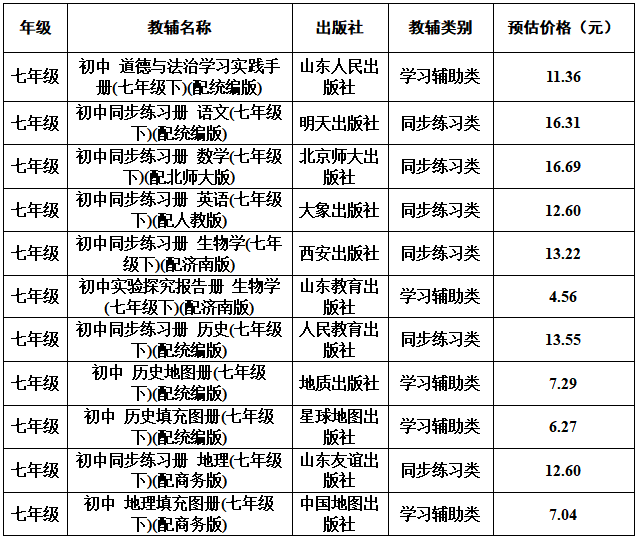 年级 教辅名称 出版社 教辅类别 预估价格（元）
七年级 初中 道德与法治学习实践手册(七年级下)(配统编版) 山东人民出版社 学习辅助类 11.36
七年级 初中同步练习册 语文(七年级下)(配统编版) 明天出版社 同步练习类 16.31
七年级 初中同步练习册 数学(七年级下)(配北师大版) 北京师大出版社 同步练习类 16.69
七年级 初中同步练习册 英语(七年级下)(配人教版) 大象出版社 同步练习类 12.60
七年级 初中同步练习册 生物学(七年级下)(配济南版) 西安出版社 同步练习类 13.22
七年级 初中实验探究报告册 生物学(七年级下)(配济南版) 山东教育出版社 学习辅助类 4.56
七年级 初中同步练习册 历史(七年级下)(配统编版) 人民教育出版社 同步练习类 13.55
七年级 初中 历史地图册(七年级下)(配统编版) 地质出版社 学习辅助类 7.29
七年级 初中 历史填充图册(七年级下)(配统编版) 星球地图出版社 学习辅助类 6.27
七年级 初中同步练习册 地理(七年级下)(配商务版) 山东友谊出版社 同步练习类 12.60
七年级 初中 地理填充图册(七年级下)(配商务版) 中国地图出版社 学习辅助类 7.04